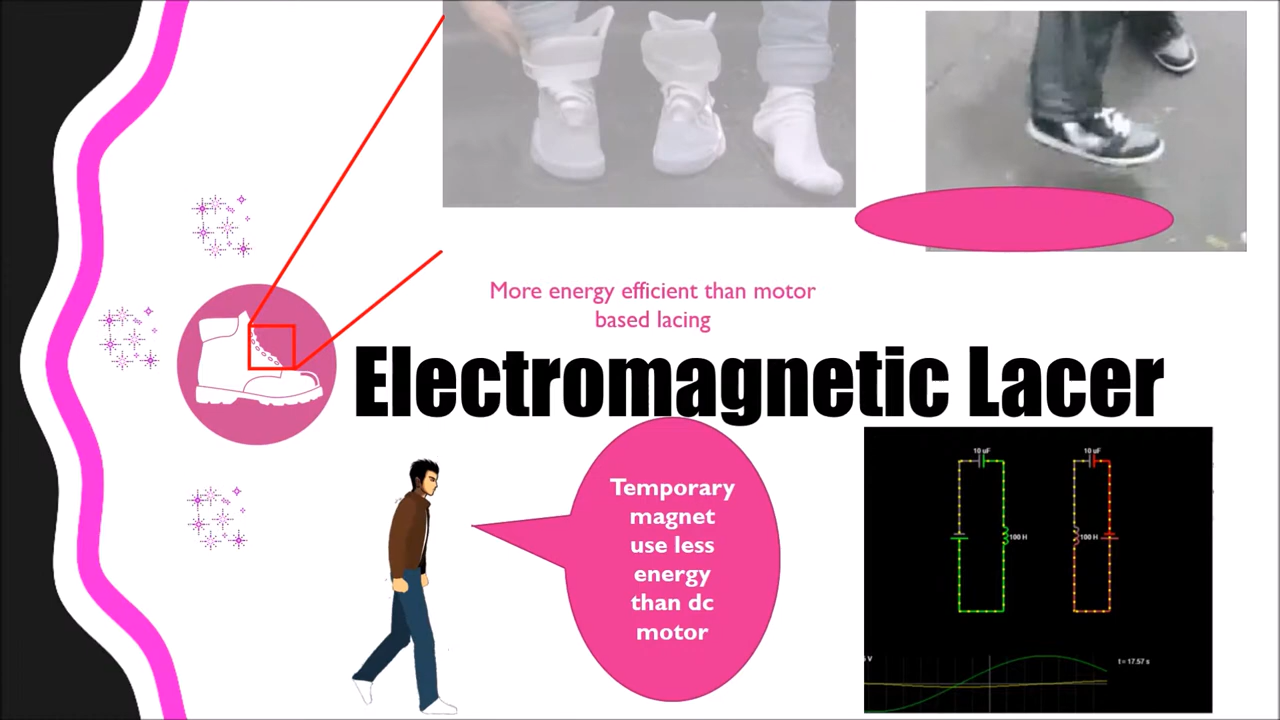 More energy efficient than motor
based lacing
Electromagnetic Lacer
Temporary
magnet
use less
energy
than dc
motor
10 uF
10 uF
100 H
100 H
V
t = 17.57 s